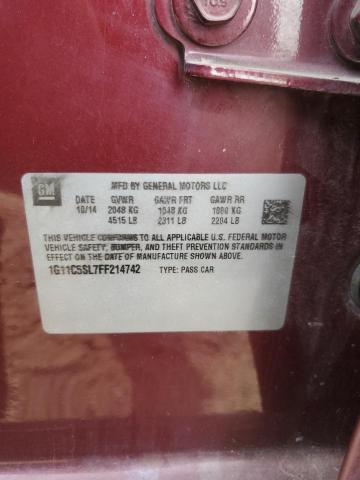 GM
MFD BY GENERAL MOTORS LLC
DATE GVWR GAWR FRT GAWR RR
10/14 2048 KG 1048 KG 1000 KG
4515 LB 2311 LB 2204 LB
THIS VEHICLE CONFORMS TO ALL APPLICABLE U.S. FEDERAL MOTOR
VEHICLE SAFETY, BUMPER, AND THEFT PREVENTION STANDARDS
IN EFFECT ON THE DATE OF MANUFACTURE SHOWN ABOVE.
1G11C5SL7FF214742 TYPE: PASS CAR